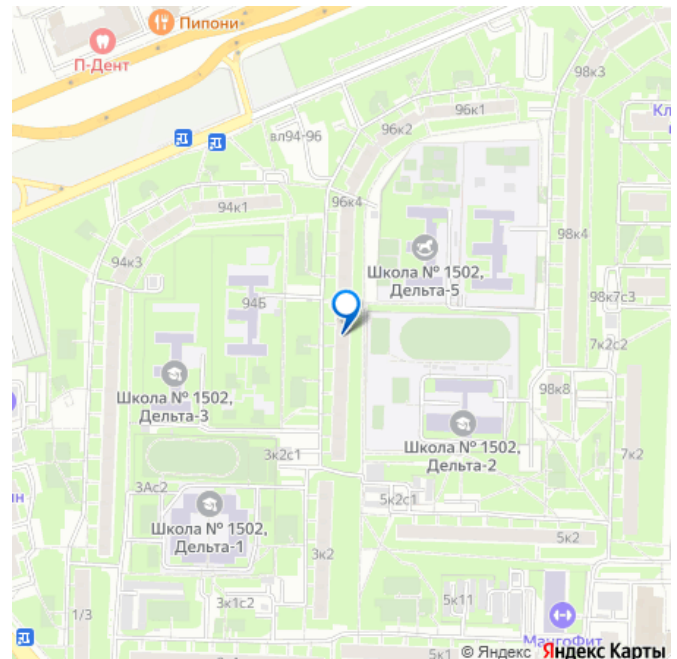 Пипони
П-Дент
98к3
96к1
96к2
вл94-96
96к4
94к1
98к4
94к3
Школа № 1502,
Дельта-5
94Б
98к7с3
7к2с2
Школа № 1502,
Дельта-3
98к8
Школа № 1502,
Дельта-2
3к2с1
7к2
3Ас2
5к2с1
Школа № 1502,
Дельта-1
3к2
5к2
3к1с2
5к11
1/3
МангоФит
© Яндекс Яндекс Карты